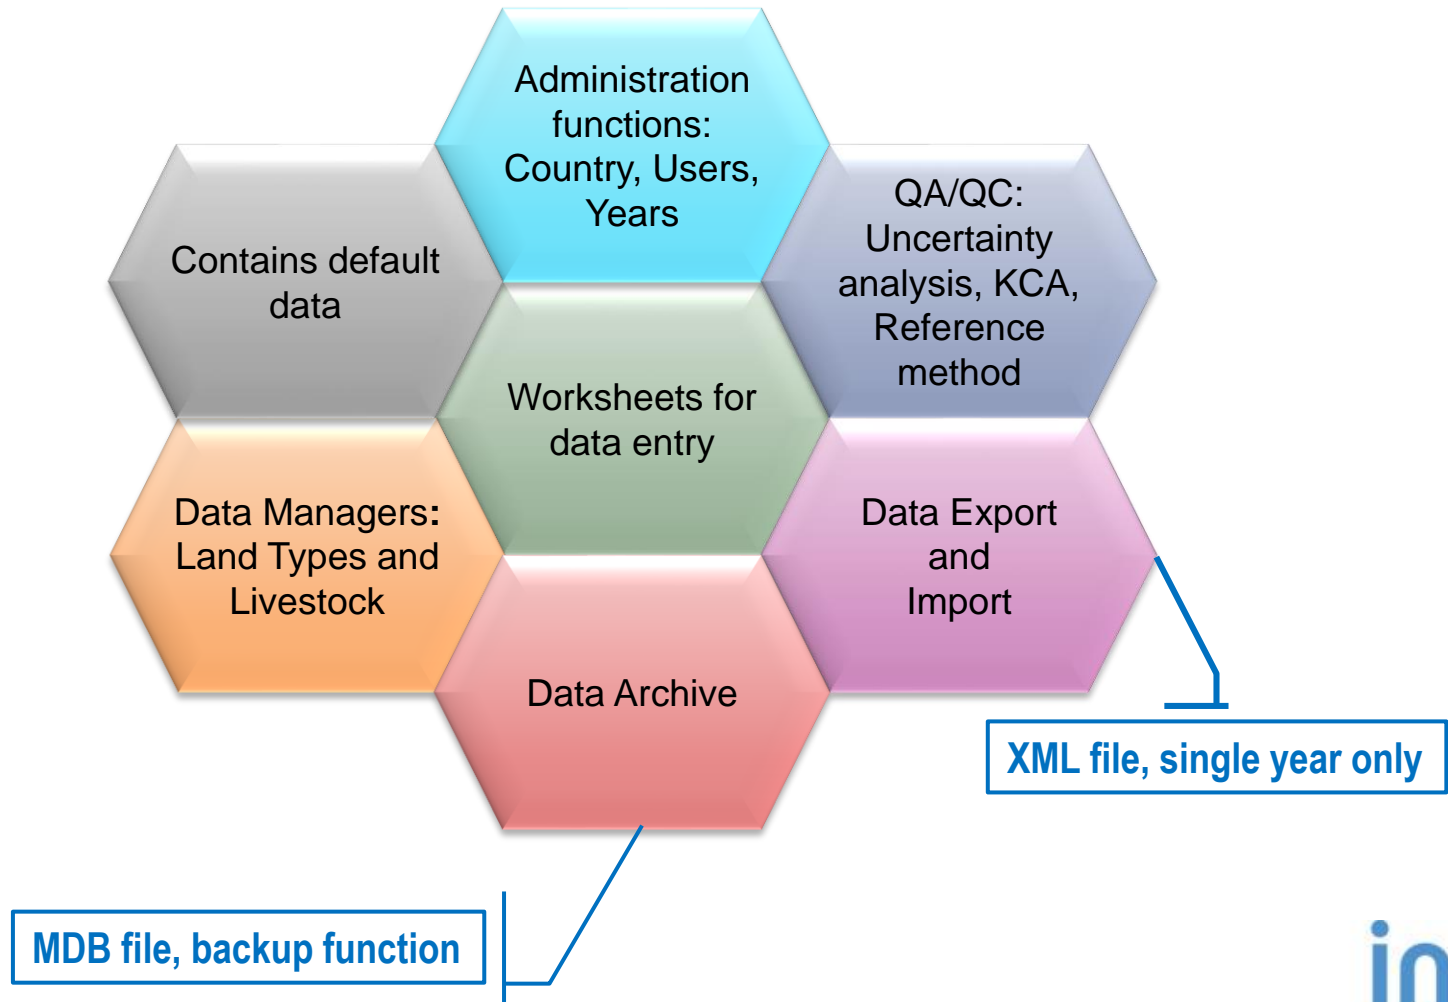 Administration
functions:
Country, Users,
Years
Contains default
data
QA/QC:
Uncertainty
analysis, KCA,
Reference
method
Worksheets for
data entry
Data Managers:
Land Types and
Livestock
Data Export
and
Import
Data Archive
XML file, single year only
MDB file, backup function
in